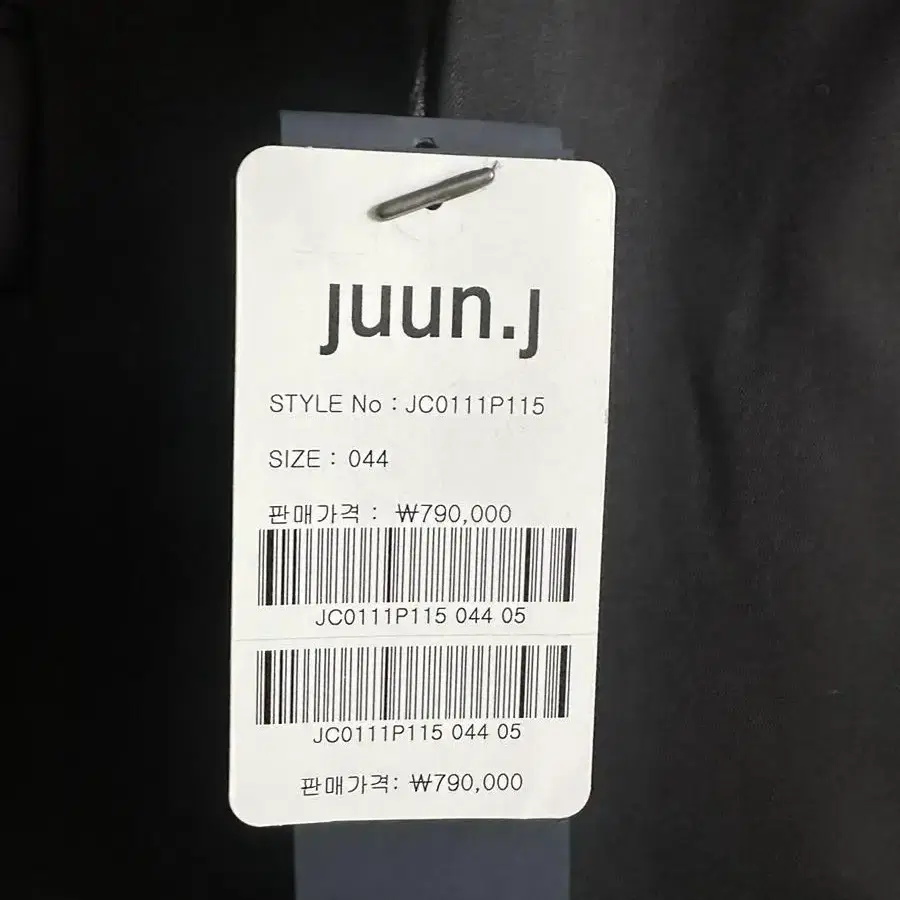 juun.j
STYLE No : JC0111P115
SIZE : 044
판매가격 : ₩790,000
JC0111P115 044 05
JC0111P115 044 05
판매가격: ₩790,000